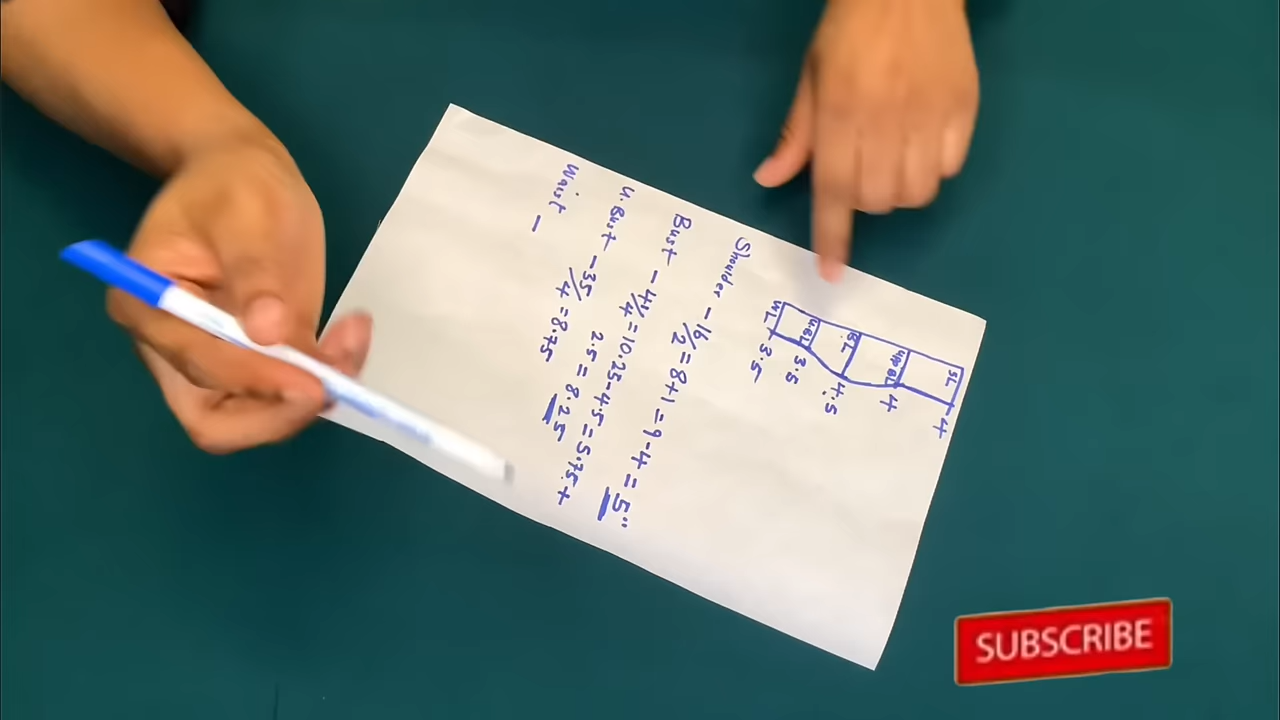 SL 4
UPP BL 4
BL 4.5
U.BL 3.5
WL 3.5
Shoulder - 16/2 = 8+1 = 9-4 = 5"
Bust - 41/4 = 10.25-4.5 = 5.75 +
2.5 = 8.25
U.Bust - 35/4 = 8.75
Waist -
SUBSCRIBE